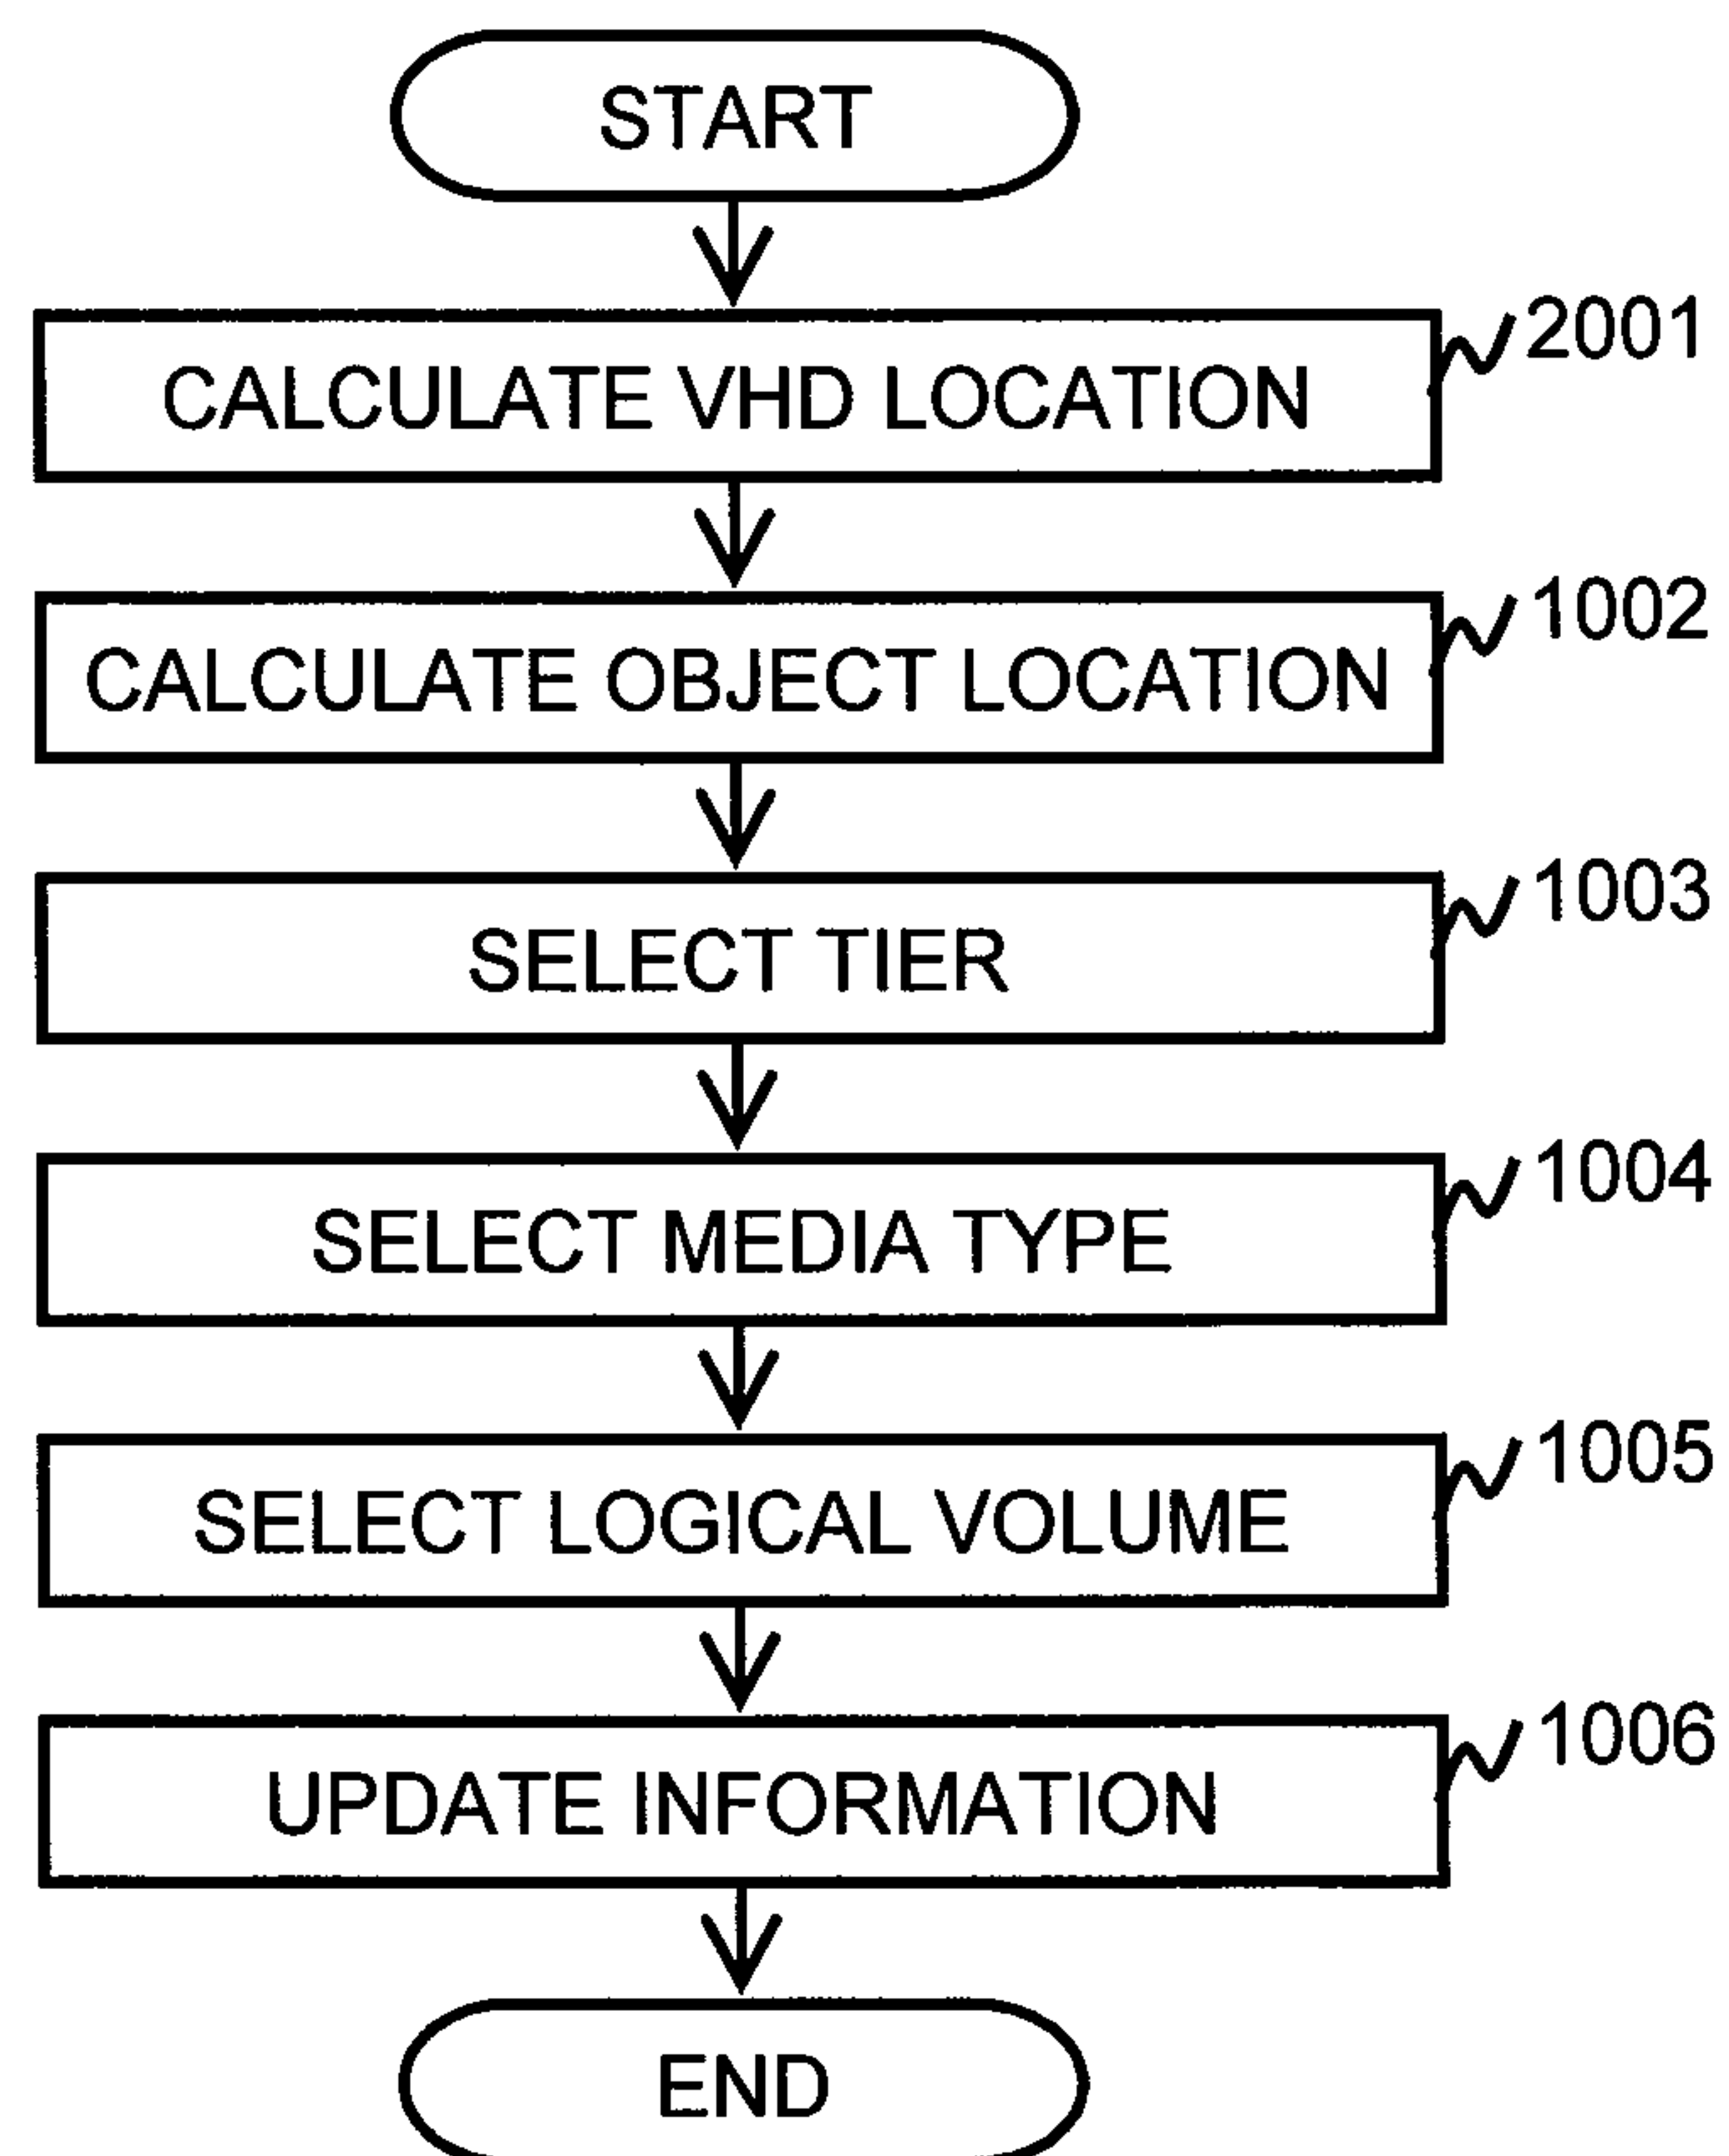 START
2001
CALCULATE VHD LOCATION
1002
CALCULATE OBJECT LOCATION
1003
SELECT TIER
1004
SELECT MEDIA TYPE
1005
SELECT LOGICAL VOLUME
1006
UPDATE INFORMATION
END